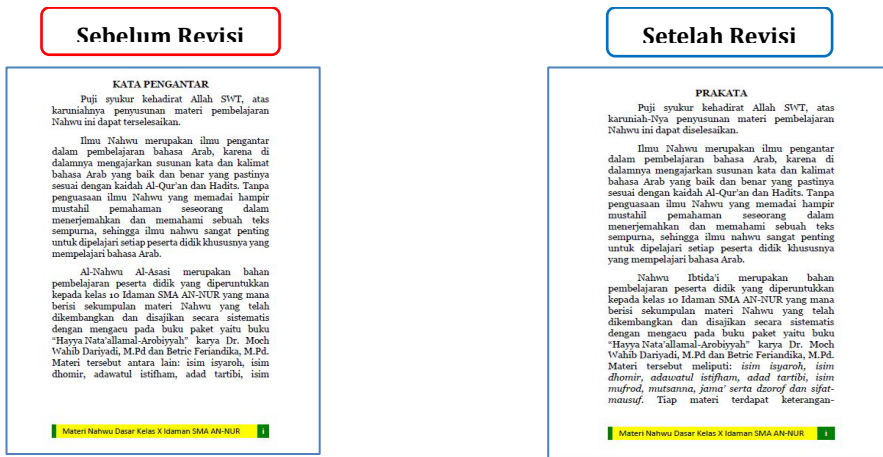 Sebelum Revisi
KATA PENGANTAR
Puji syukur kehadirat Allah SWT, atas
karuniahnya penyusunan materi pembelajaran
Nahwu ini dapat terselesaikan.
Ilmu Nahwu merupakan ilmu pengantar
dalam pembelajaran bahasa Arab, karena di
dalamnya mengajarkan susunan kata dan kalimat
bahasa Arab yang baik dan benar yang pastinya
sesuai dengan kaidah Al-Qur'an dan Hadits. Tanpa
penguasaan ilmu Nahwu yang memadai hampir
mustahil pemahaman seseorang dalam
menerjemahkan dan memahami sebuah teks
sempurna, sehingga ilmu nahwu sangat penting
untuk dipelajari setiap peserta didik khususnya yang
mempelajari bahasa Arab.
Al-Nahwu Al-Asasi merupakan bahan
pembelajaran peserta didik yang diperuntukkan
kepada kelas 10 Idaman SMA AN-NUR yang mana
berisi sekumpulan materi Nahwu yang telah
dikembangkan dan disajikan secara sistematis
dengan mengacu pada buku paket yaitu buku
“Hayya Nata'allamal-Arobiyyah” karya Dr. Moch
Wahib Dariyadi, M.Pd dan Betric Feriandika, M.Pd.
Materi tersebut antara lain: isim isyaroh, isim
dhomir, adawatul istifham, adad tartibi, isim
Materi Nahwu Dasar Kelas X Idaman SMA AN-NUR i
Setelah Revisi
PRAKATA
Puji syukur kehadirat Allah SWT, atas
karuniah-Nya penyusunan materi pembelajaran
Nahwu ini dapat diselesaikan.
Ilmu Nahwu merupakan ilmu pengantar
dalam pembelajaran bahasa Arab, karena di
dalamnya mengajarkan susunan kata dan kalimat
bahasa Arab yang baik dan benar yang pastinya
sesuai dengan kaidah Al-Qur'an dan Hadits. Tanpa
penguasaan ilmu Nahwu yang memadai hampir
mustahil pemahaman seseorang dalam
menerjemahkan dan memahami sebuah teks
sempurna, sehingga ilmu nahwu sangat penting
untuk dipelajari setiap peserta didik khususnya
yang mempelajari bahasa Arab.
Nahwu Ibtida'i merupakan bahan
pembelajaran peserta didik yang diperuntukkan
kepada kelas 10 Idaman SMA AN-NUR yang mana
berisi sekumpulan materi Nahwu yang telah
dikembangkan dan disajikan secara sistematis
dengan mengacu pada buku paket yaitu buku
“Hayya Nata'allamal-Arobiyyah” karya Dr. Moch
Wahib Dariyadi, M.Pd dan Betric Feriandika, M.Pd.
Materi tersebut meliputi: isim isyaroh, isim
dhomir, adawatul istifham, adad tartibi, isim
mufrod, mutsanna, jama' serta dzorof dan sifat-
mausuf. Tiap materi terdapat keterangan-
Materi Nahwu Dasar Kelas X Idaman SMA AN-NUR i